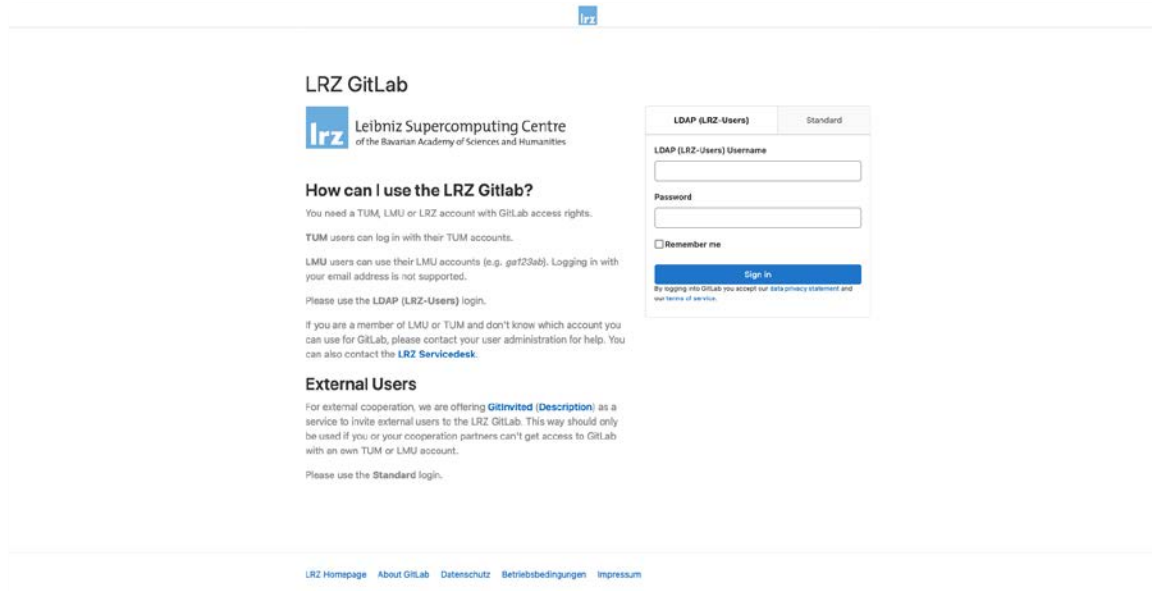 lrz
LRZ GitLab
lrz
Leibniz Supercomputing Centre
of the Bavarian Academy of Sciences and Humanities
How can I use the LRZ Gitlab?
You need a TUM, LMU or LRZ account with GitLab access rights.
TUM users can log in with their TUM accounts.
LMU users can use their LMU accounts (e.g. ga123ab). Logging in with
your email address is not supported.
Please use the LDAP (LRZ-Users) login.
If you are a member of LMU or TUM and don't know which account you
can use for GitLab, please contact your user administration for help. You
can also contact the LRZ Servicedesk.
External Users
For external cooperation, we are offering GitInvited (Description) as a
service to invite external users to the LRZ GitLab. This way should only
be used if you or your cooperation partners can't get access to GitLab
with an own TUM or LMU account.
Please use the Standard login.
LDAP (LRZ-Users) Standard
LDAP (LRZ-Users) Username
Password
Remember me
Sign in
By logging into GitLab you accept our data privacy statement and
our terms of service.
LRZ Homepage About GitLab Datenschutz Betriebsbedingungen Impressum